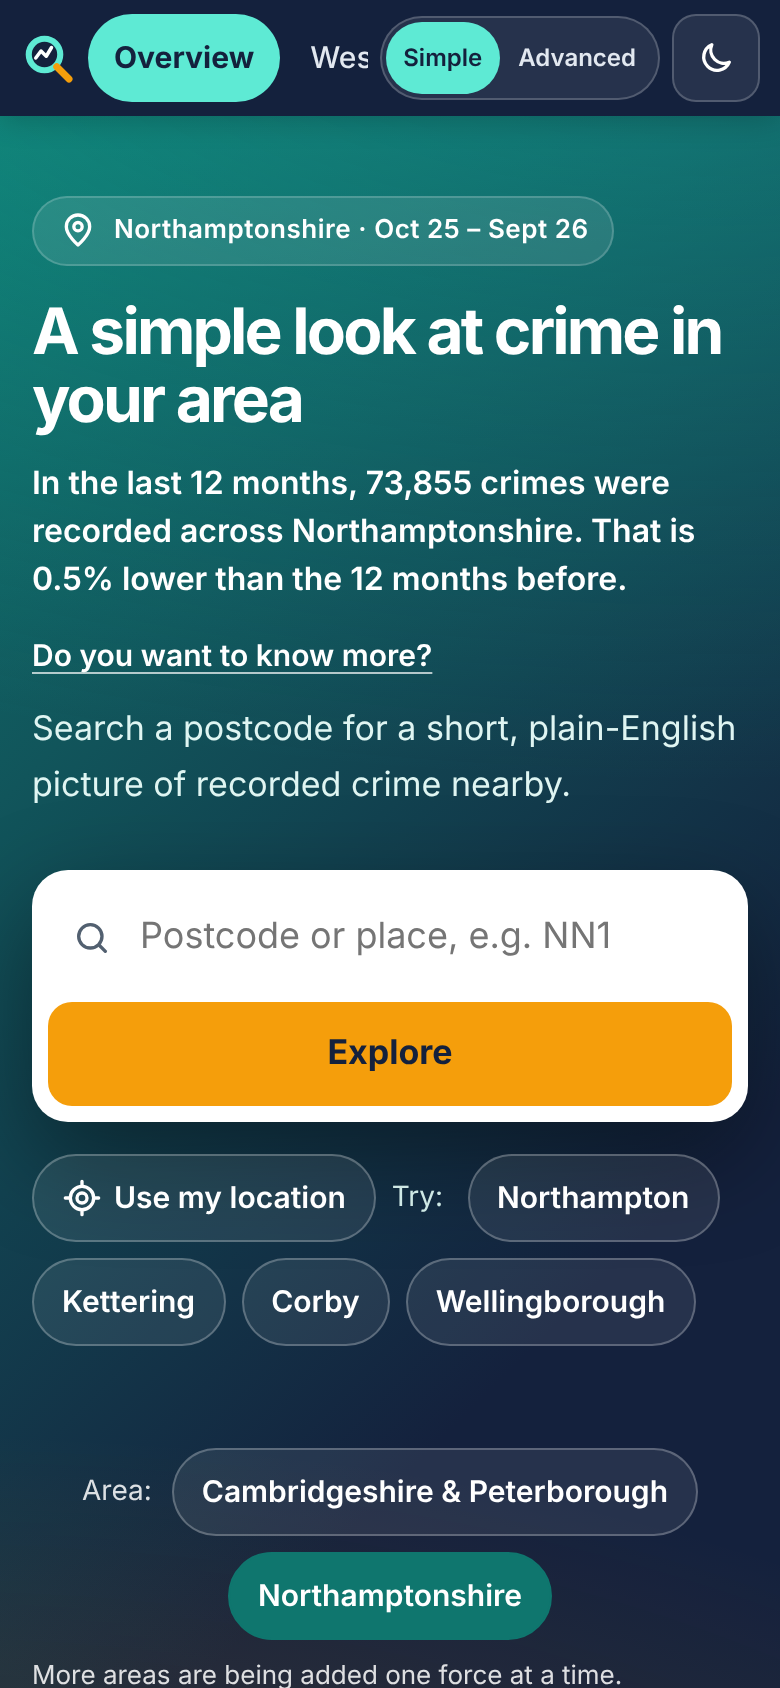 Overview
Wes
Simple
Advanced
Northamptonshire · Oct 25 – Sept 26
A simple look at crime in
your area
In the last 12 months, 73,855 crimes were
recorded across Northamptonshire. That is
0.5% lower than the 12 months before.
Do you want to know more?
Search a postcode for a short, plain-English
picture of recorded crime nearby.
Postcode or place, e.g. NN1
Explore
Use my location
Try:
Northampton
Kettering
Corby
Wellingborough
Area:
Cambridgeshire & Peterborough
Northamptonshire
More areas are being added one force at a time.